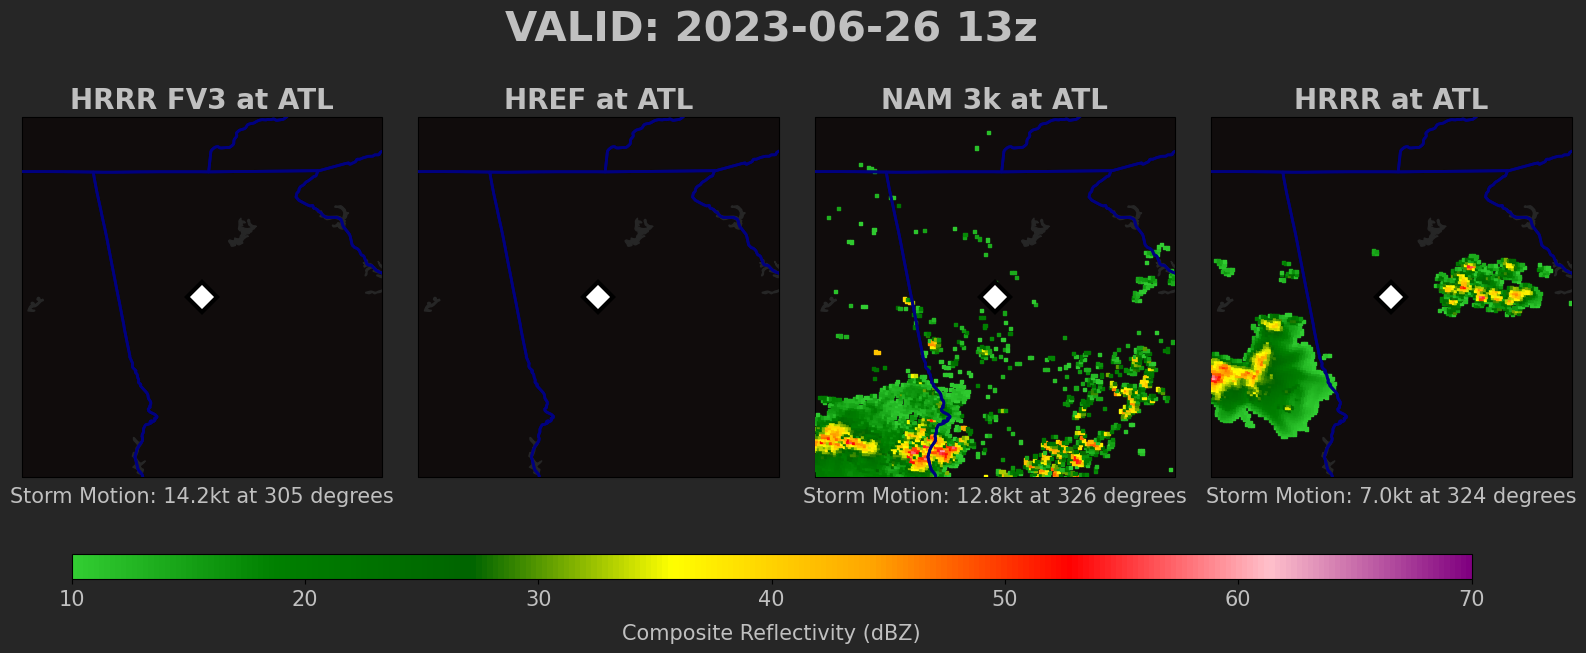 VALID: 2023-06-26 13z
HRRR FV3 at ATL
HREF at ATL
NAM 3k at ATL
HRRR at ATL
Storm Motion: 14.2kt at 305 degrees
Storm Motion: 12.8kt at 326 degrees
Storm Motion: 7.0kt at 324 degrees
10 20 30 40 50 60 70
Composite Reflectivity (dBZ)